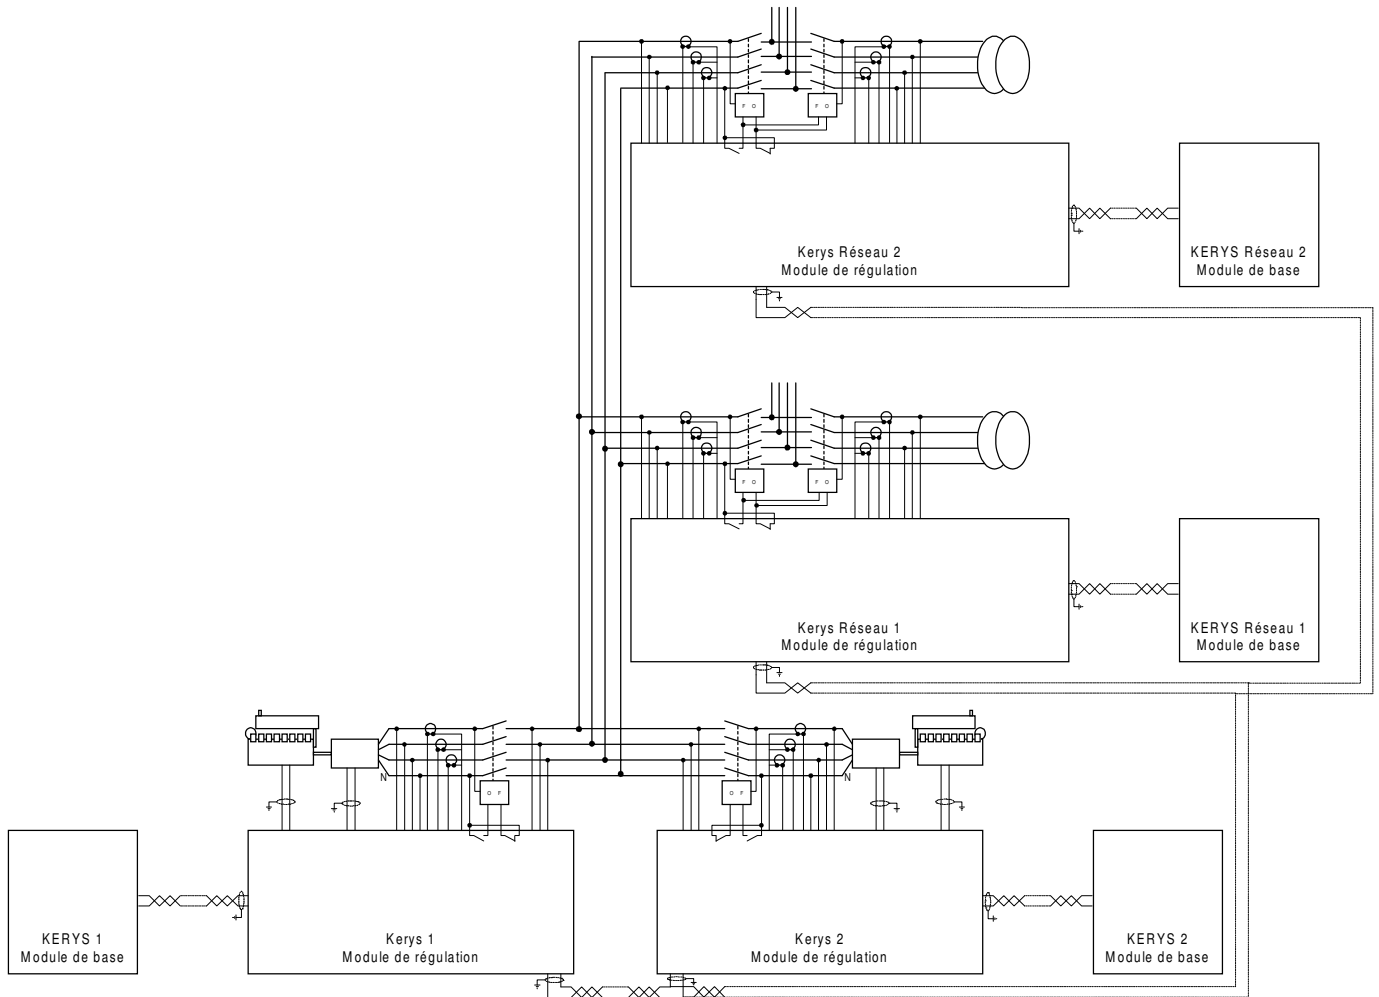 F O
F O
Kerys Réseau 2
Module de régulation
KERYS Réseau 2
Module de base
F O
F O
Kerys Réseau 1
Module de régulation
KERYS Réseau 1
Module de base
N
N
O F
O F
KERYS 1
Module de base
Kerys 1
Module de régulation
Kerys 2
Module de régulation
KERYS 2
Module de base